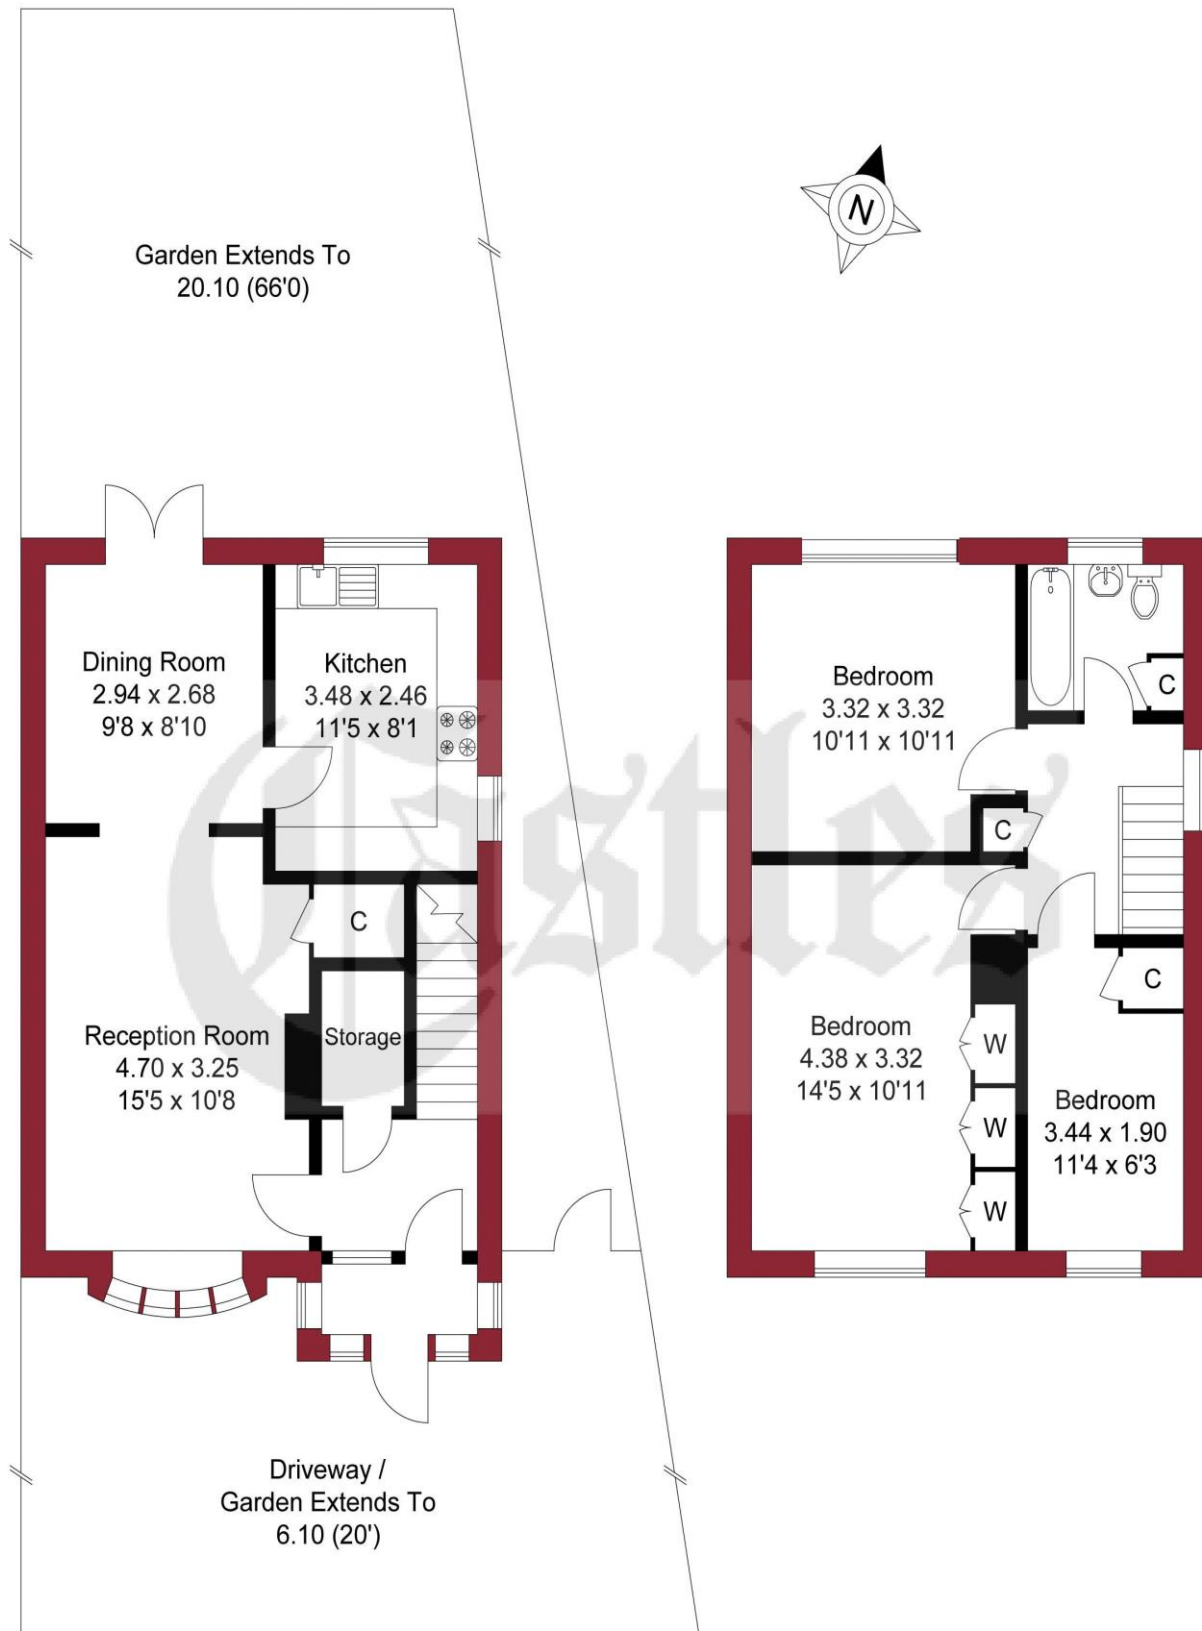 Garden Extends To
20.10 (66'0)
N
Dining Room
2.94 x 2.68
9'8 x 8'10
Kitchen
3.48 x 2.46
11'5 x 8'1
C
Storage
Reception Room
4.70 x 3.25
15'5 x 10'8
Driveway /
Garden Extends To
6.10 (20')
Bedroom
3.32 x 3.32
10'11 x 10'11
C
C
Bedroom
4.38 x 3.32
14'5 x 10'11
W
W
W
C
Bedroom
3.44 x 1.90
11'4 x 6'3
Castles